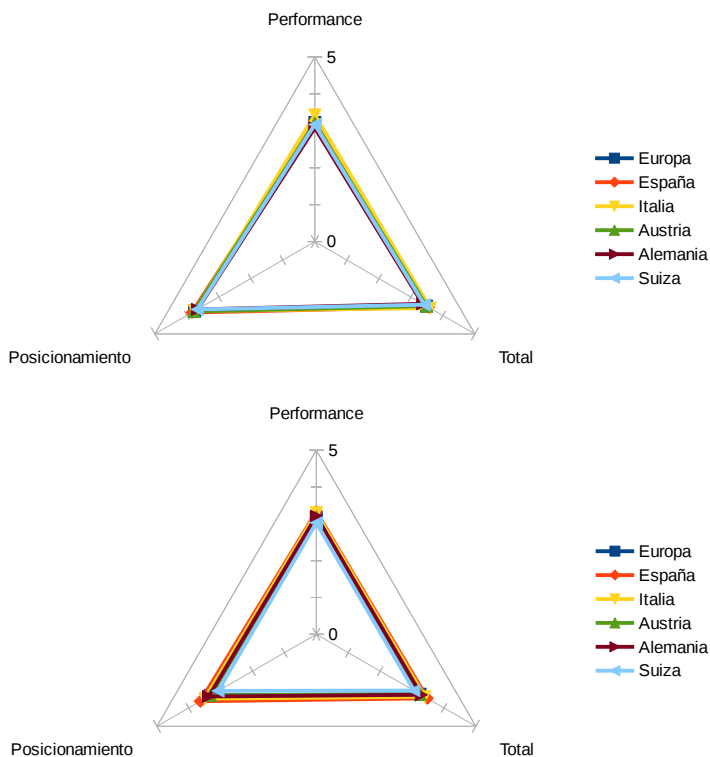 Performance
5
0
Posicionamiento
Total
Europa
España
Italia
Austria
Alemania
Suiza
Performance
5
0
Posicionamiento
Total
Europa
España
Italia
Austria
Alemania
Suiza